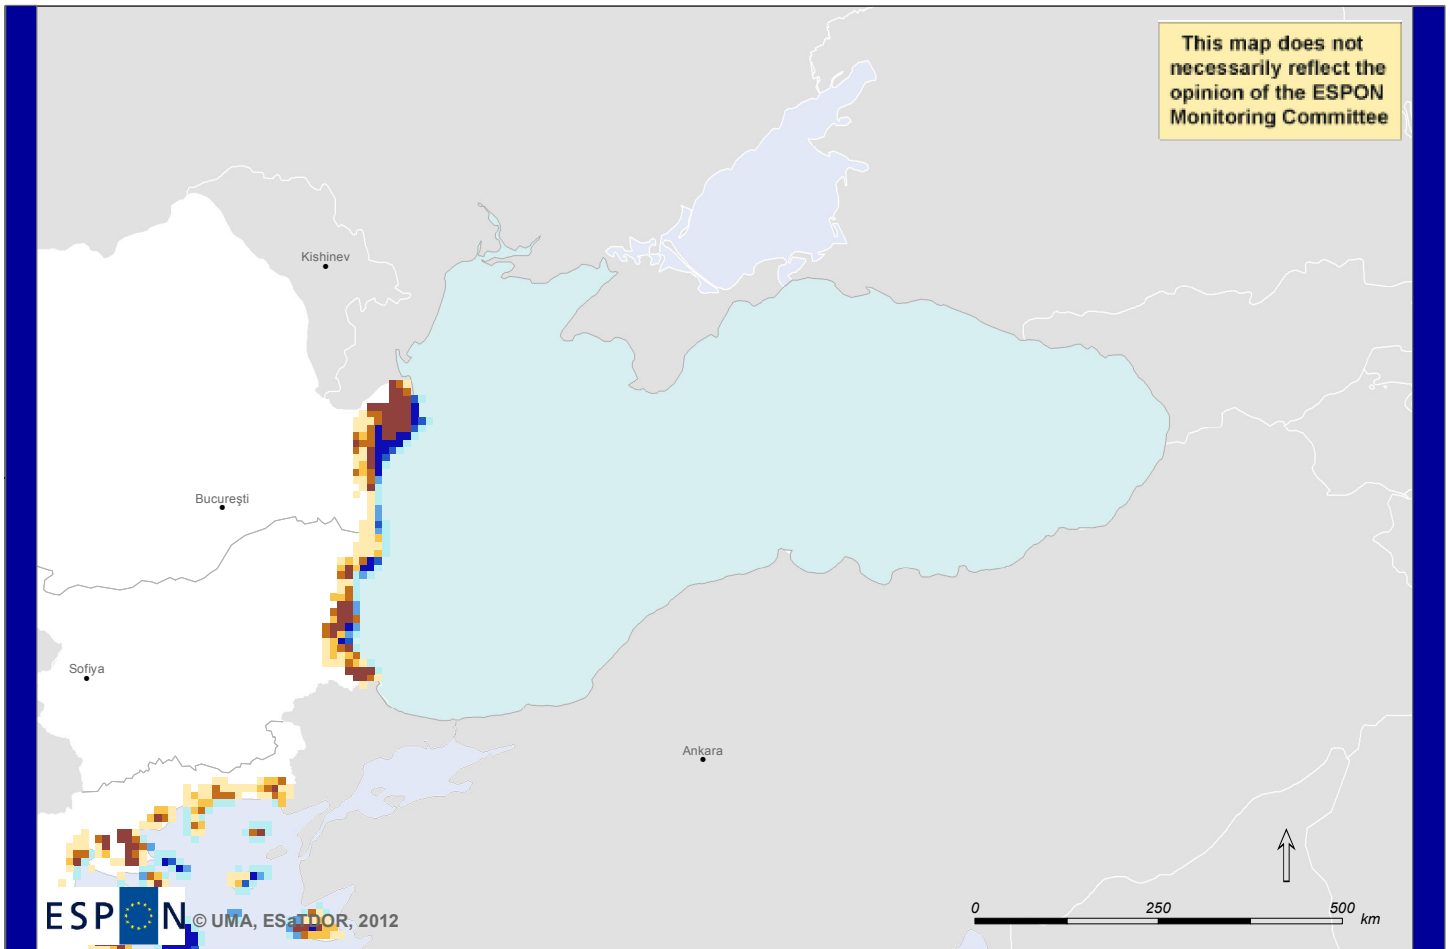 This map does not
necessarily reflect the
opinion of the ESPON
Monitoring Committee
Kishinev
Bucureşti
Sofiya
Ankara
ESPON
© UMA, ESaTDOR, 2012
0 250 500 km